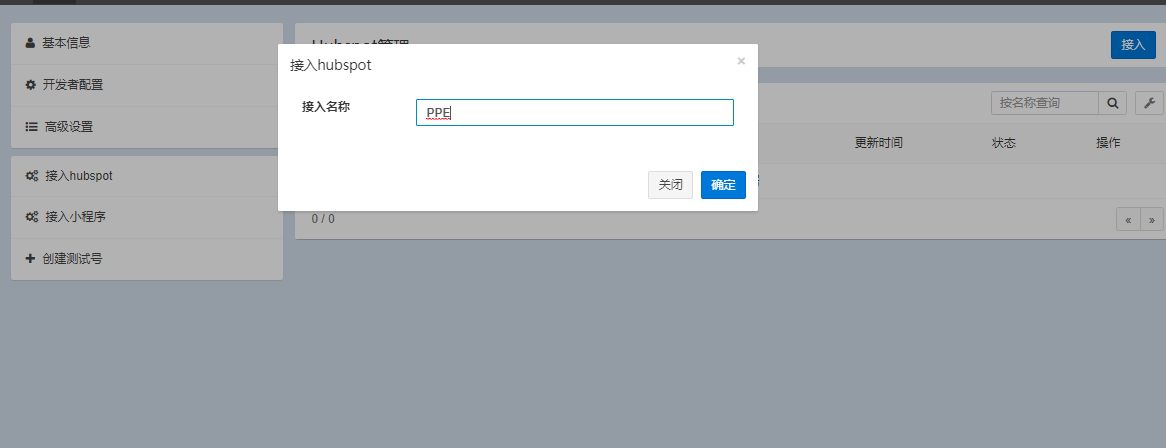 基本信息
开发者配置
高级设置
接入hubspot
接入小程序
创建测试号
Hubspot管理
接入
接入hubspot
×
接入名称
PPE
关闭
确定
按名称查询
更新时间
状态
操作
0 / 0
«
»